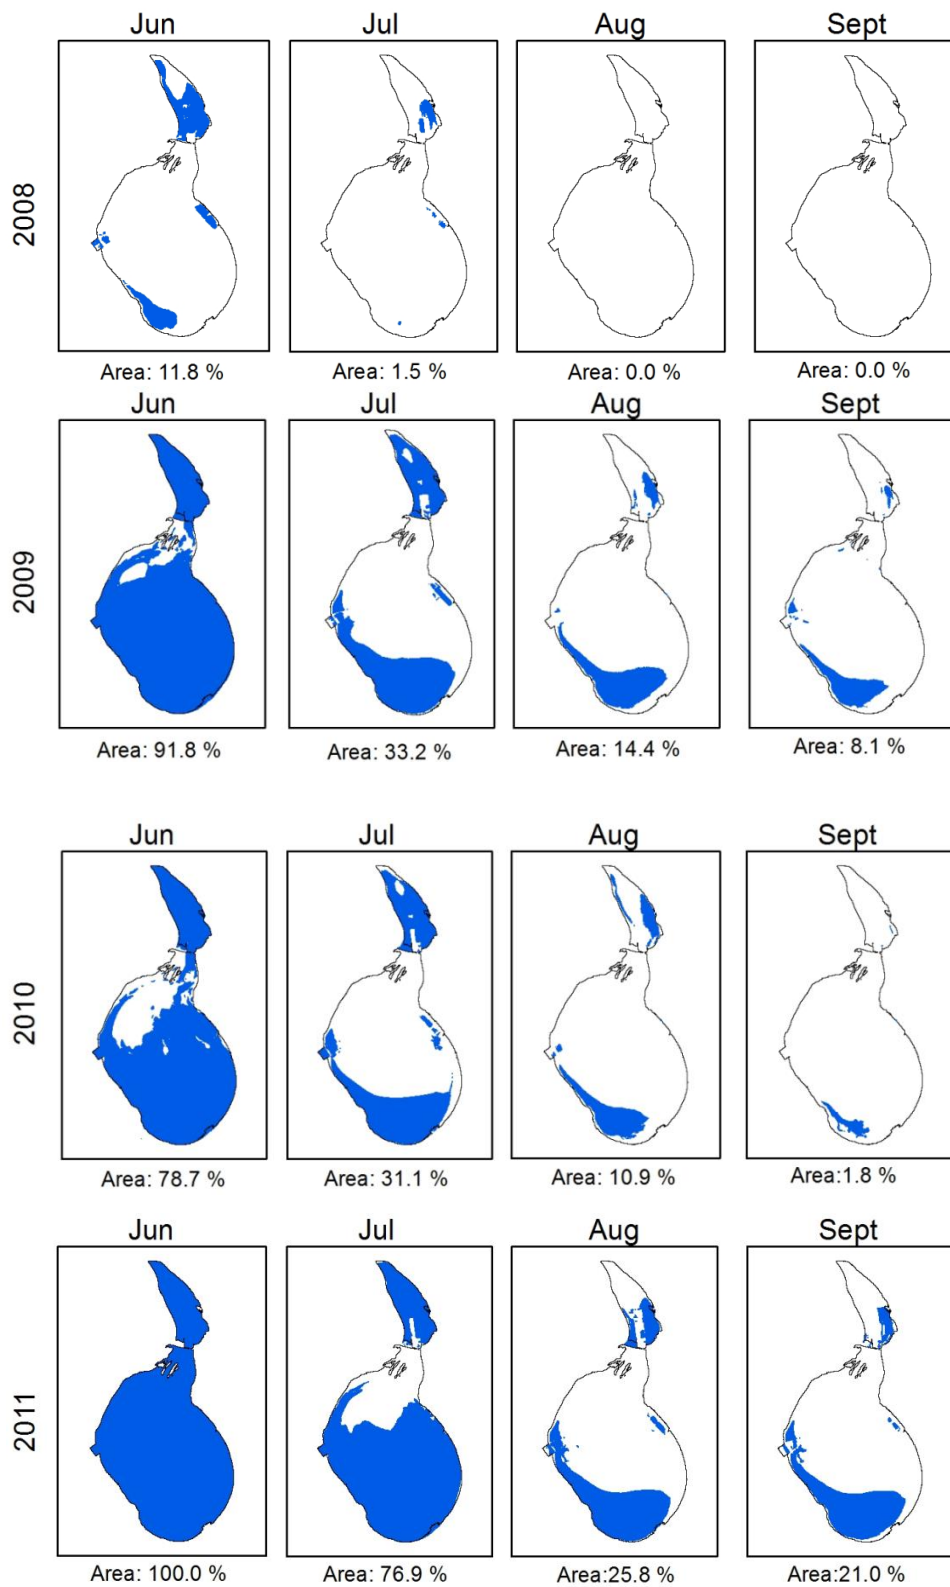 Jun Jul Aug Sept
2008
Area: 11.8 % Area: 1.5 % Area: 0.0 % Area: 0.0 %
Jun Jul Aug Sept
2009
Area: 91.8 % Area: 33.2 % Area: 14.4 % Area: 8.1 %
Jun Jul Aug Sept
2010
Area: 78.7 % Area: 31.1 % Area: 10.9 % Area:1.8 %
Jun Jul Aug Sept
2011
Area: 100.0 % Area: 76.9 % Area:25.8 % Area: 21.0 %